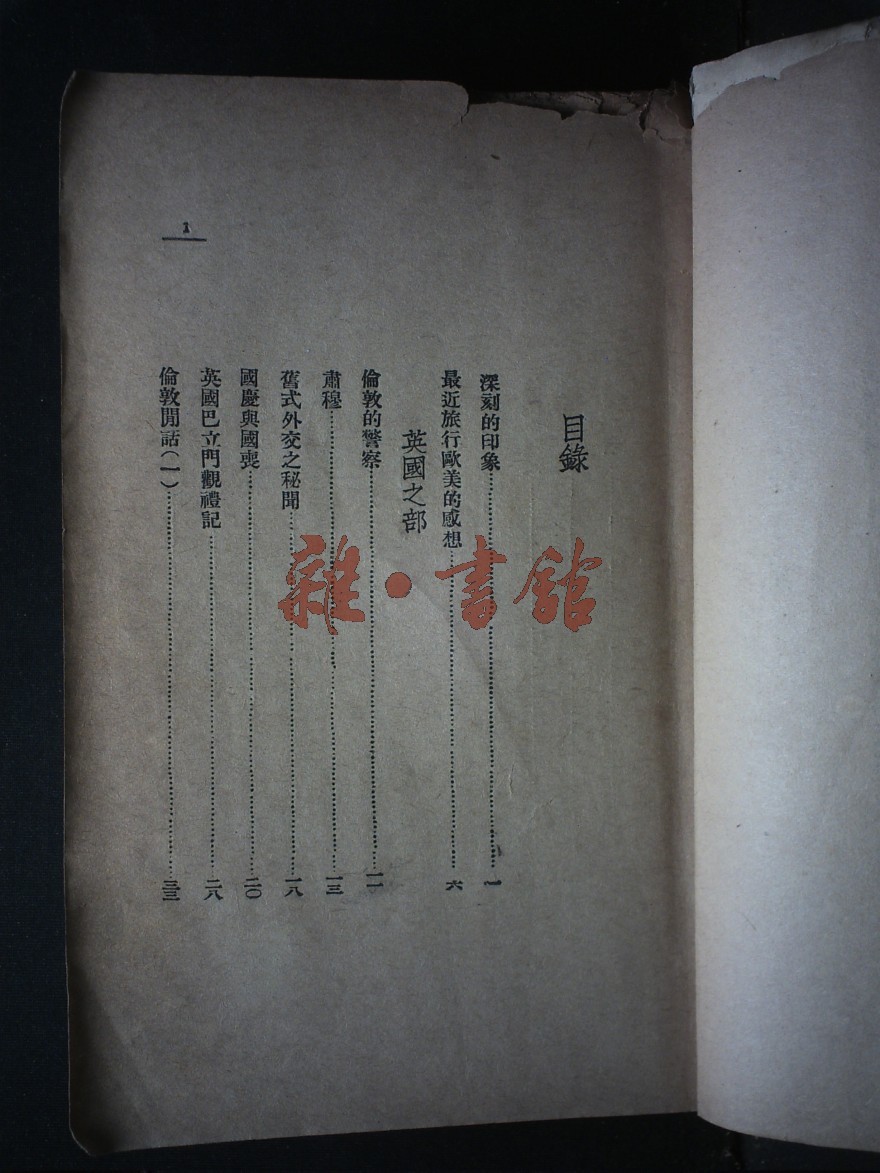 目錄
深刻的印象……一
最近旅行歐美的感想……六
英國之部
倫敦的警察……一一
肅穆……一三
舊式外交之秘聞……一八
國慶與國喪……二〇
英國巴立門觀禮記……二八
倫敦閒話(一)……三三
1
雜·書館